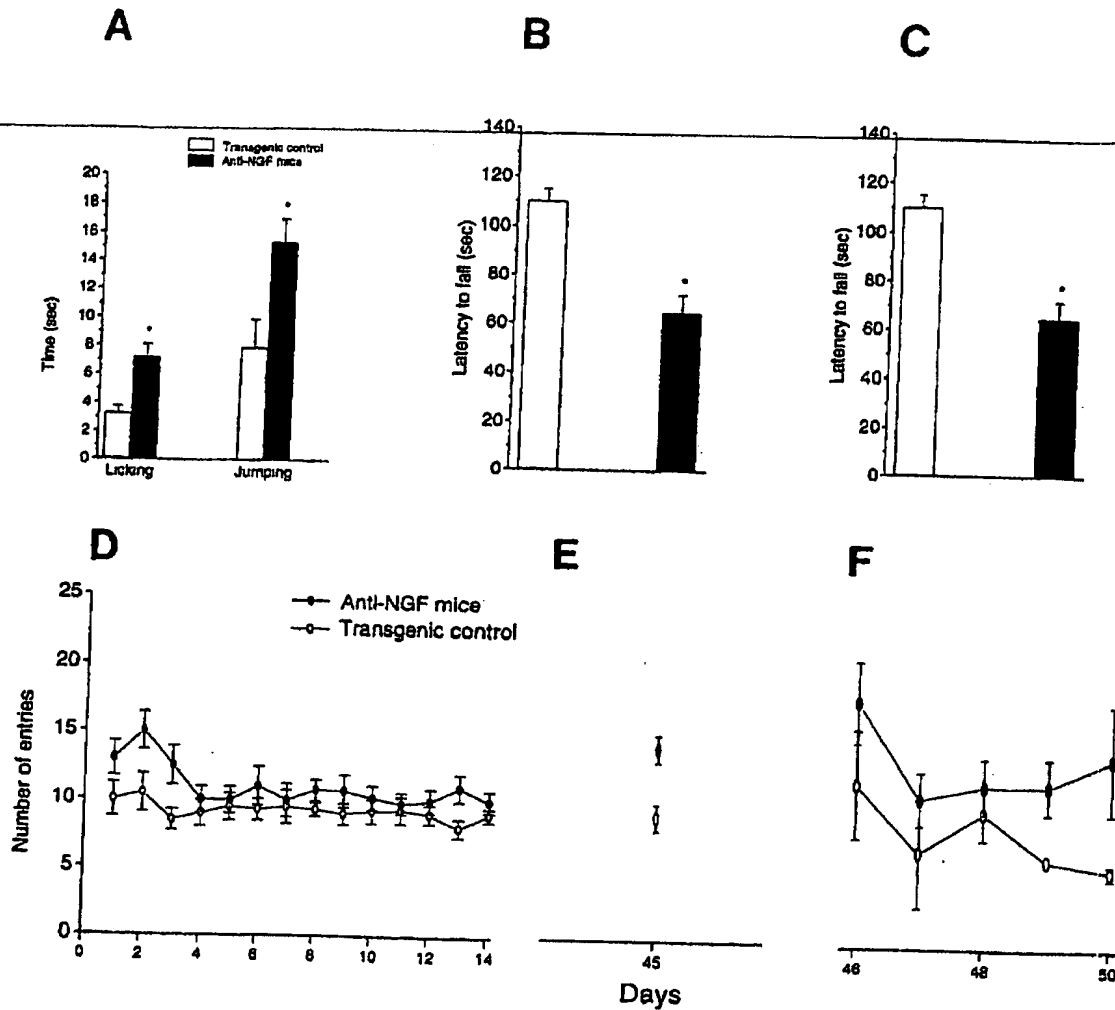 A
B
C
Transgenic control
Anti-NGF mice
20
18
16
14
12
10
8
6
4
2
0
Time (sec)
Licking
Jumping
140
120
100
80
60
40
20
0
Latency to fall (sec)
140
120
100
80
60
40
20
0
Latency to fall (sec)
D
E
F
Anti-NGF mice
Transgenic control
25
20
15
10
5
0
Number of entries
0
2
4
6
8
10
12
14
45
46
48
50
Days